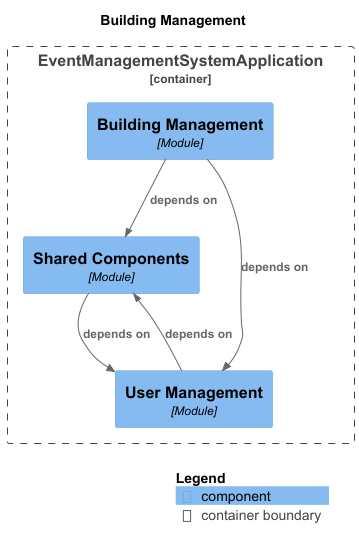 Building Management
EventManagementSystemApplication
[container]
Building Management
[Module]
depends on
Shared Components
[Module]
depends on
depends on
depends on
User Management
[Module]
Legend
component
container boundary